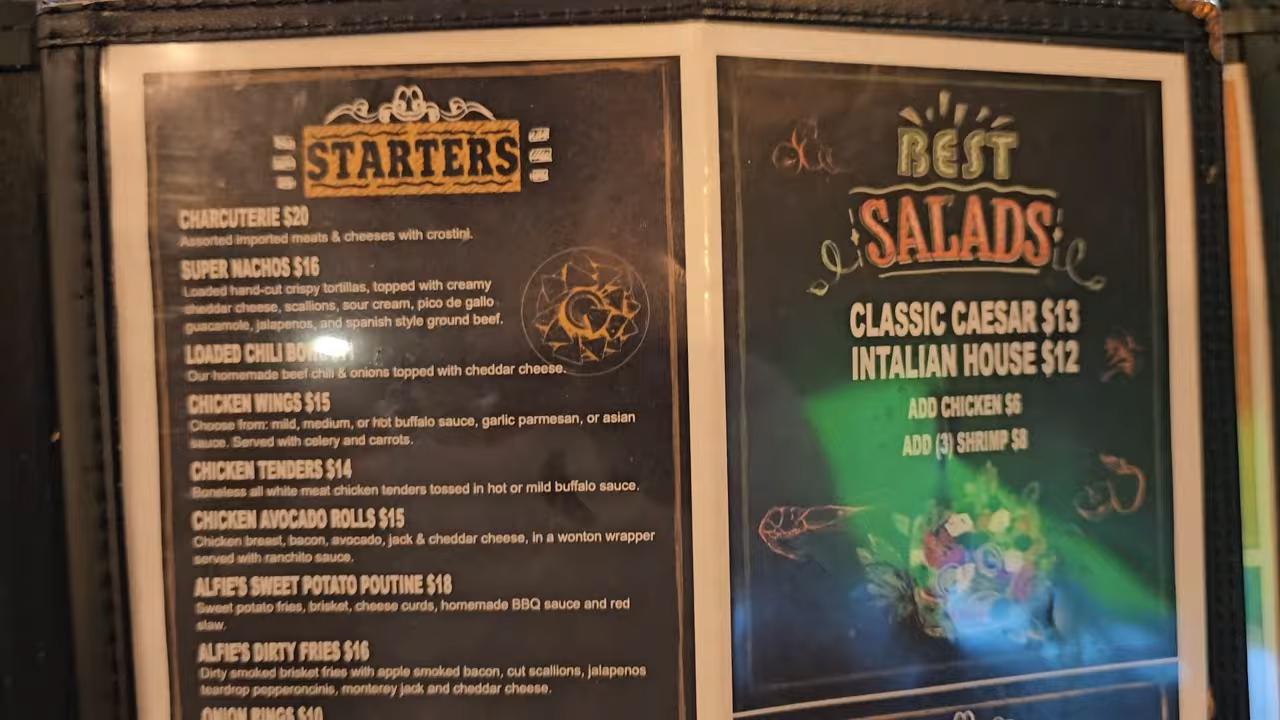 STARTERS
CHARCUTERIE $20
Assorted imported meats & cheeses with crostini.
SUPER NACHOS $16
Loaded hand-cut crispy tortillas, topped with creamy
cheddar cheese, scallions, sour cream, pico de gallo
guacamole, jalapenos, and spanish style ground beef.
LOADED CHILI
Our homemade beef chili & onions topped with cheddar cheese.
CHICKEN WINGS $15
Choose from: mild, medium, or hot buffalo sauce, garlic parmesan, or asian
sauce. Served with celery and carrots.
CHICKEN TENDERS $14
Boneless all white meat chicken tenders tossed in hot or mild buffalo sauce.
CHICKEN AVOCADO ROLLS $15
Chicken breast, bacon, avocado, jack & cheddar cheese, in a wonton wrapper
served with ranchito sauce.
ALFIE'S SWEET POTATO POUTINE $18
Sweet potato fries, brisket, cheese curds, homemade BBQ sauce and red
slaw.
ALFIE'S DIRTY FRIES $16
Dirty smoked brisket fries with apple smoked bacon, cut scallions, jalapenos
teardrop pepperoncinis, monterey jack and cheddar cheese.
ONION RINGS $10
BEST
SALADS
CLASSIC CAESAR $13
INTALIAN HOUSE $12
ADD CHICKEN $6
ADD (3) SHRIMP $8